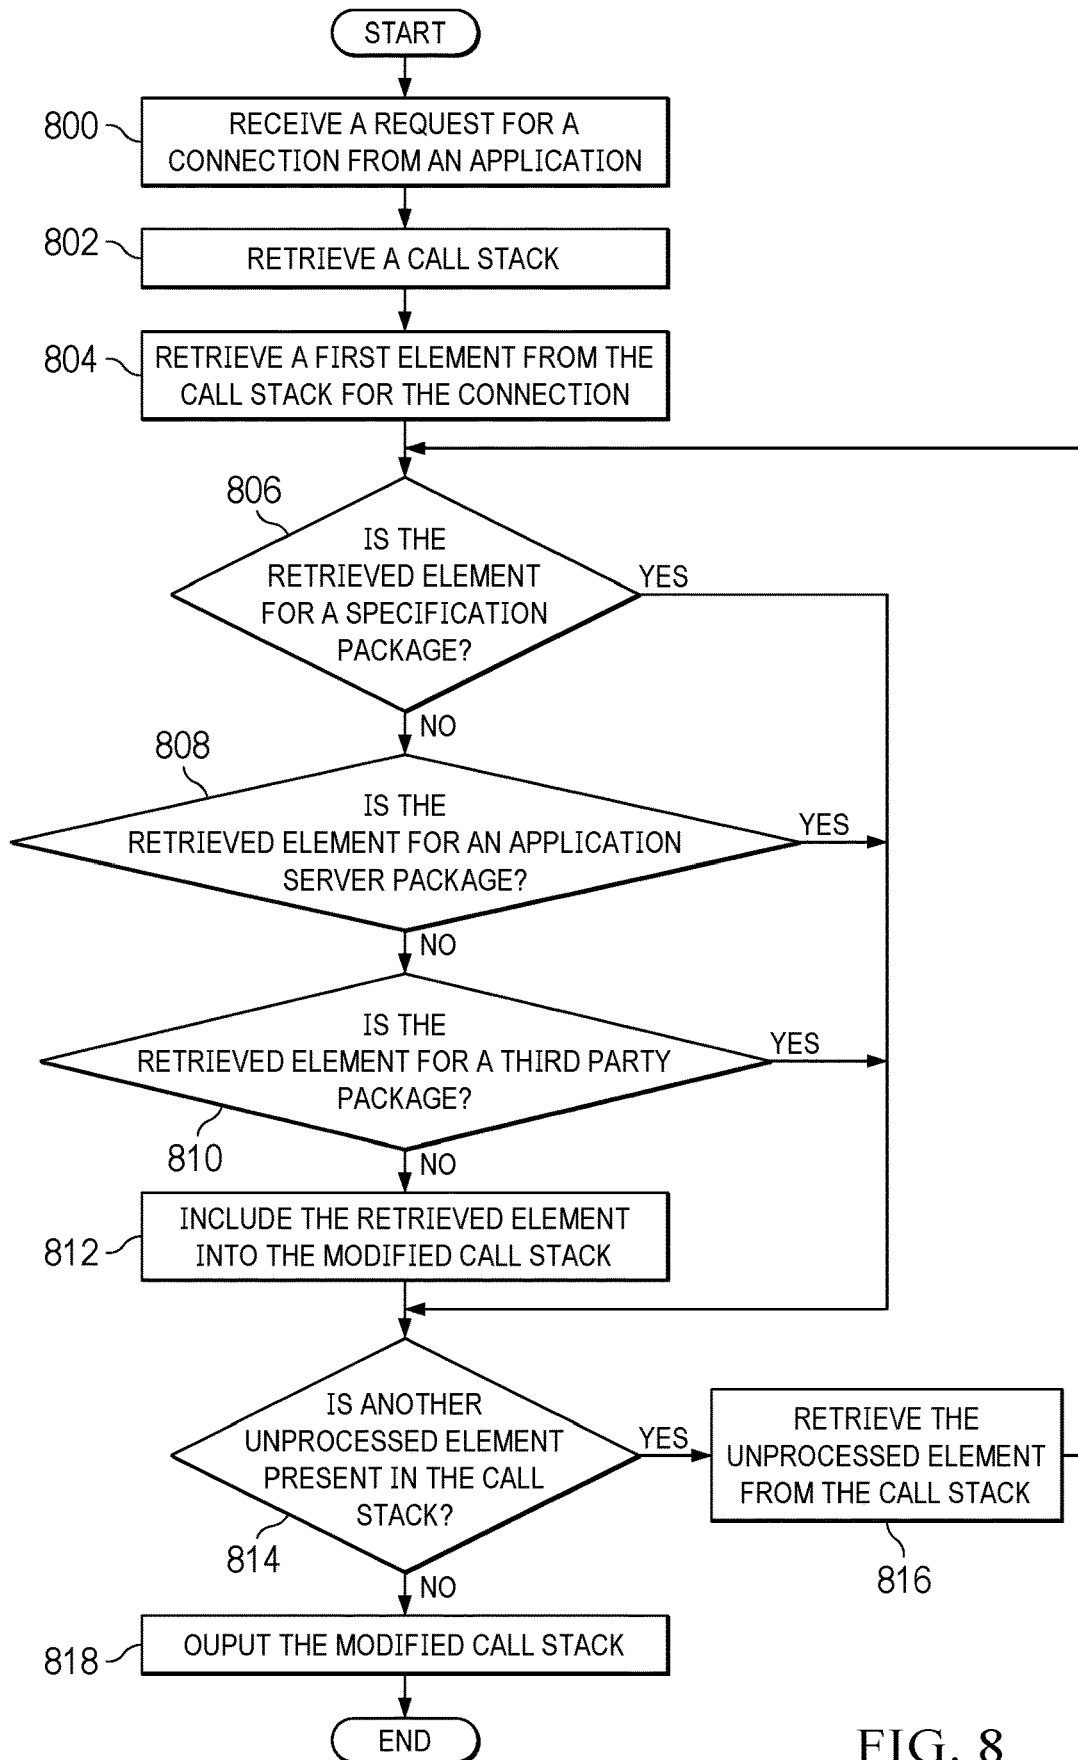 START
800
RECEIVE A REQUEST FOR A
CONNECTION FROM AN APPLICATION
802
RETRIEVE A CALL STACK
804
RETRIEVE A FIRST ELEMENT FROM THE
CALL STACK FOR THE CONNECTION
806
IS THE
RETRIEVED ELEMENT
FOR A SPECIFICATION
PACKAGE?
YES
NO
808
IS THE
RETRIEVED ELEMENT FOR AN APPLICATION
SERVER PACKAGE?
YES
NO
IS THE
RETRIEVED ELEMENT FOR A THIRD PARTY
PACKAGE?
YES
810
NO
812
INCLUDE THE RETRIEVED ELEMENT
INTO THE MODIFIED CALL STACK
IS ANOTHER
UNPROCESSED ELEMENT
PRESENT IN THE CALL
STACK?
YES
814
RETRIEVE THE
UNPROCESSED ELEMENT
FROM THE CALL STACK
816
NO
818
OUPUT THE MODIFIED CALL STACK
END
FIG. 8